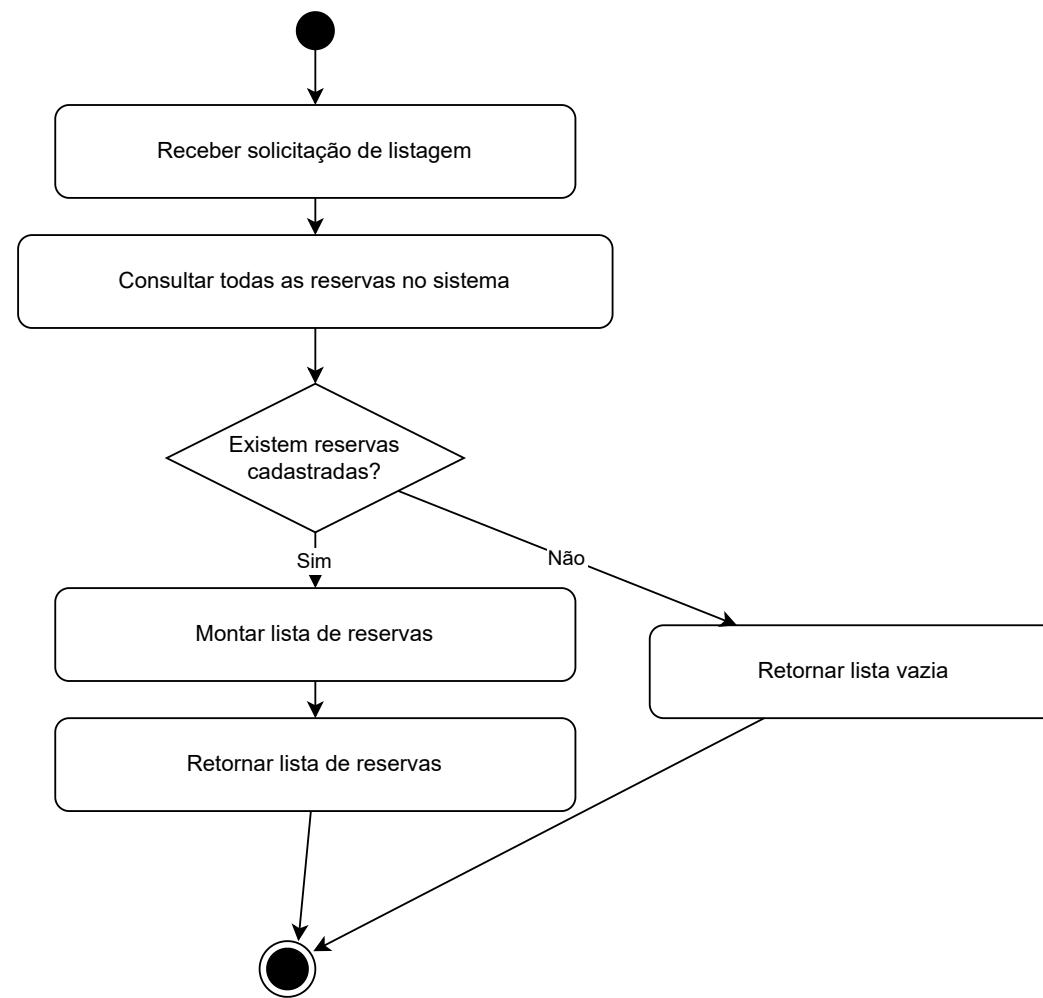 Receber solicitação de listagem
Consultar todas as reservas no sistema
Existem reservas
cadastradas?
Sim
Não
Montar lista de reservas
Retornar lista vazia
Retornar lista de reservas